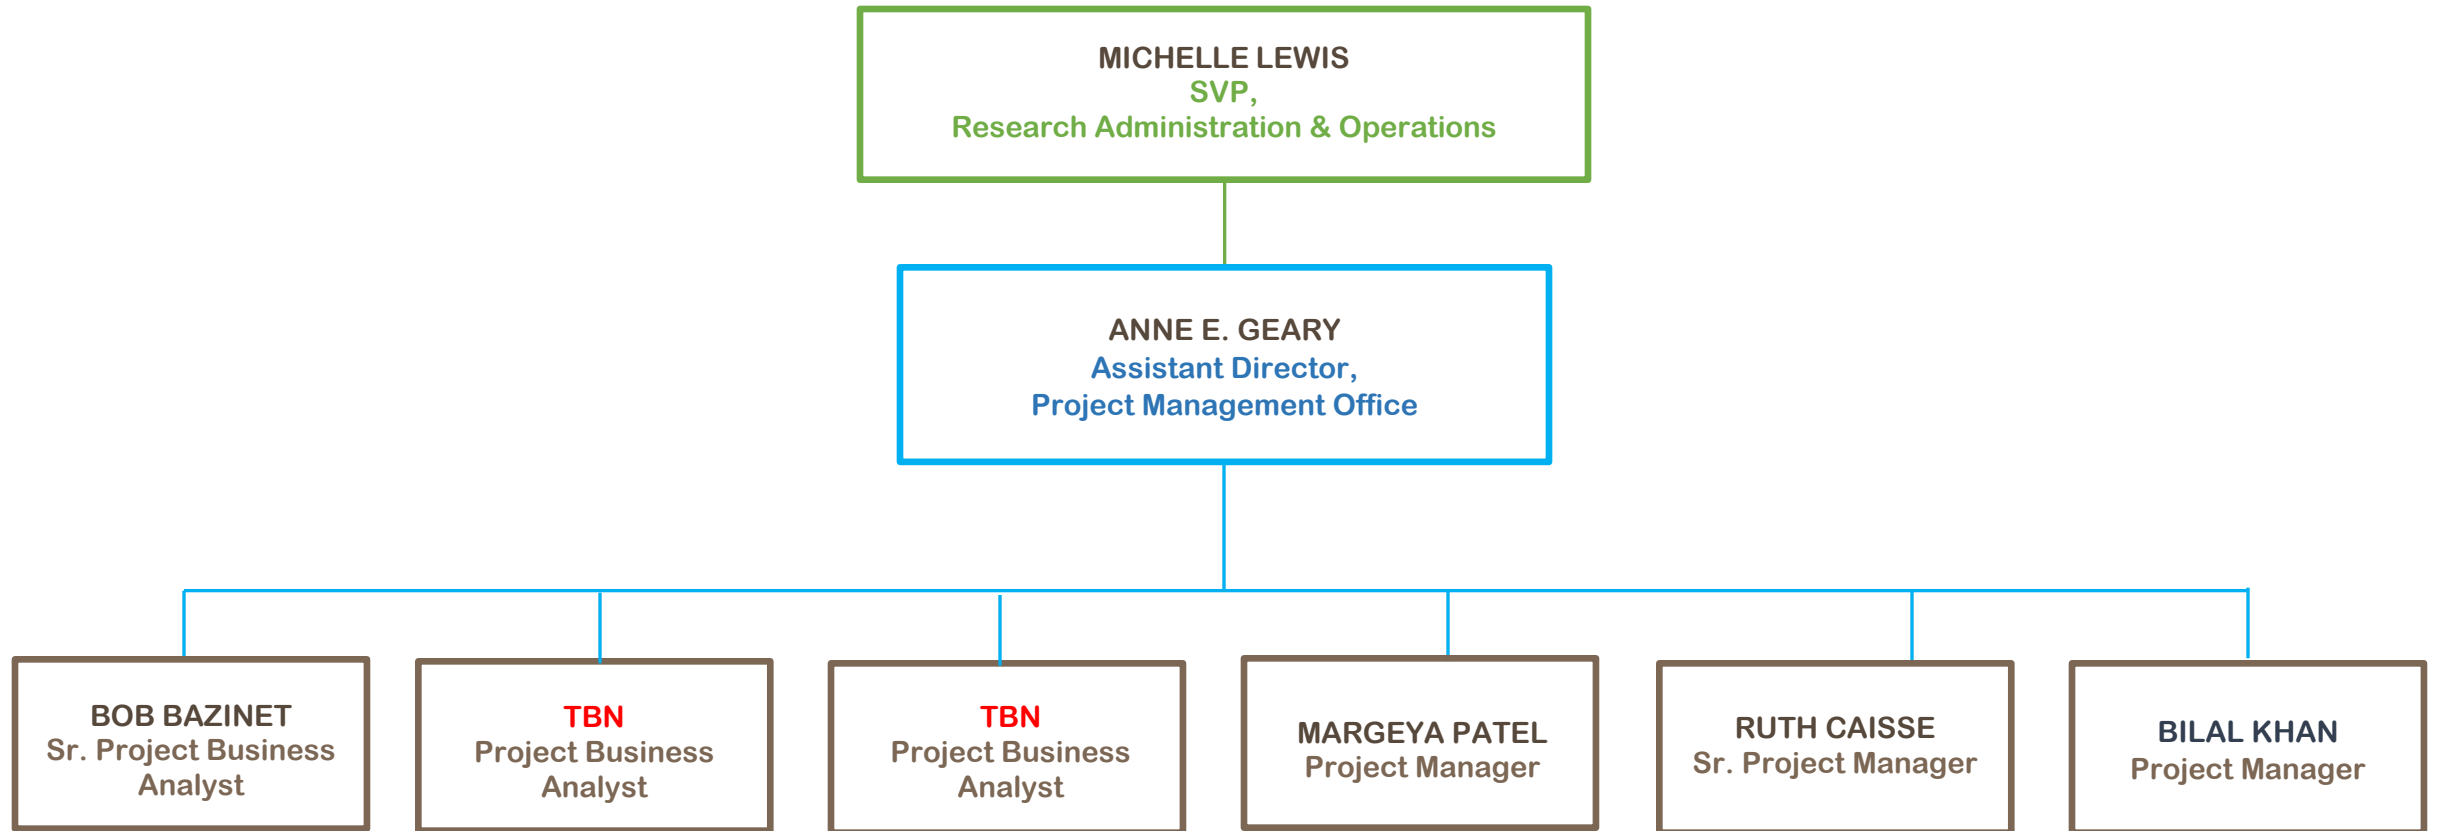 MICHELLE LEWIS
SVP,
Research Administration & Operations
ANNE E. GEARY
Assistant Director,
Project Management Office
BOB BAZINET
Sr. Project Business
Analyst
TBN
Project Business
Analyst
TBN
Project Business
Analyst
MARGEYA PATEL
Project Manager
RUTH CAISSE
Sr. Project Manager
BILAL KHAN
Project Manager